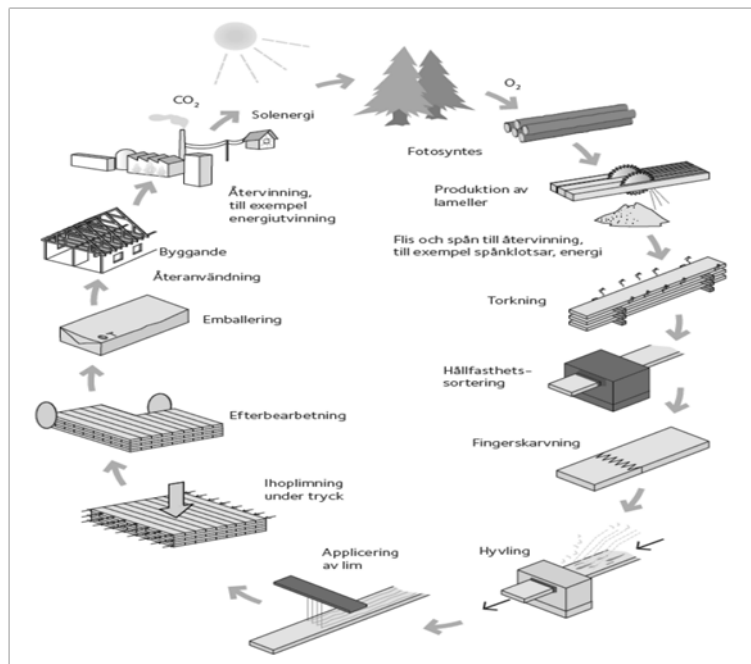 CO₂
Solenergi
O₂
Fotosyntes
Produktion av
lameller
Flis och spån till återvinning,
till exempel spånklotsar, energi
Torkning
Hållfasthets-
sortering
Fingerskarvning
Hyvling
Applicering
av lim
Ihoplimning
under tryck
Efterbearbetning
Emballering
Återanvändning
Byggande
Återvinning,
till exempel
energiutvinning